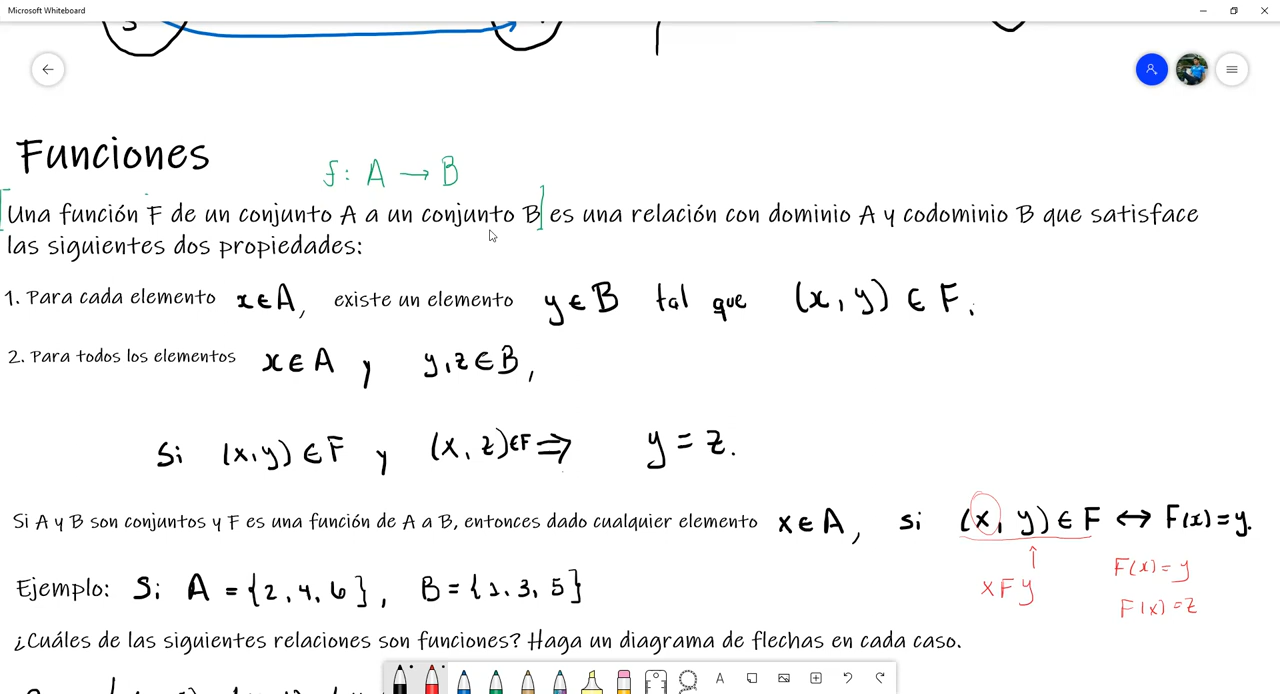 Microsoft Whiteboard
Funciones
f: A → B
[Una función F de un conjunto A a un conjunto B] es una relación con dominio A y codominio B que satisface
las siguientes dos propiedades:
1. Para cada elemento x ∈ A, existe un elemento y ∈ B tal que (x, y) ∈ F.
2. Para todos los elementos x ∈ A y y, z ∈ B,
Si (x, y) ∈ F y (x, z) ∈ F ⇒ y = z.
Si A y B son conjuntos y F es una función de A a B, entonces dado cualquier elemento x ∈ A, si (x, y) ∈ F ↔ F(x) = y.
x F y
F(x) = y
F(x) = z
Ejemplo: Si A = {2, 4, 6}, B = {1, 3, 5}
¿Cuáles de las siguientes relaciones son funciones? Haga un diagrama de flechas en cada caso.